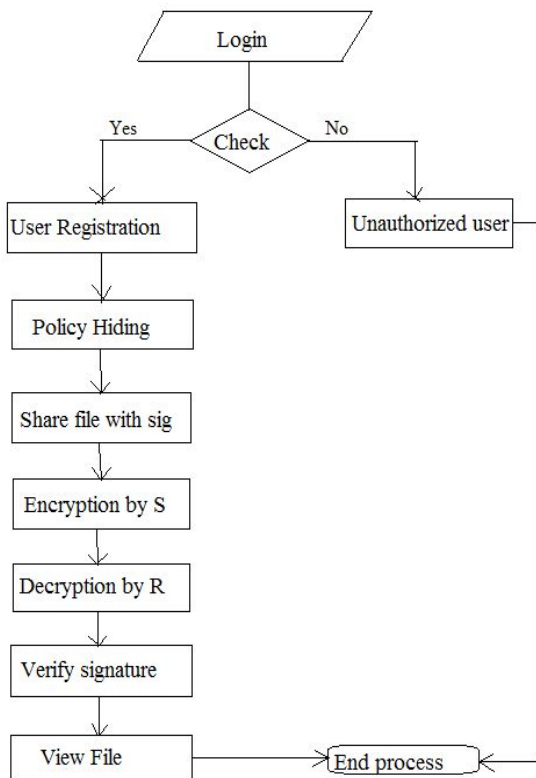 Login
Yes
Check
No
User Registration
Unauthorized user
Policy Hiding
Share file with sig
Encryption by S
Decryption by R
Verify signature
View File
End process